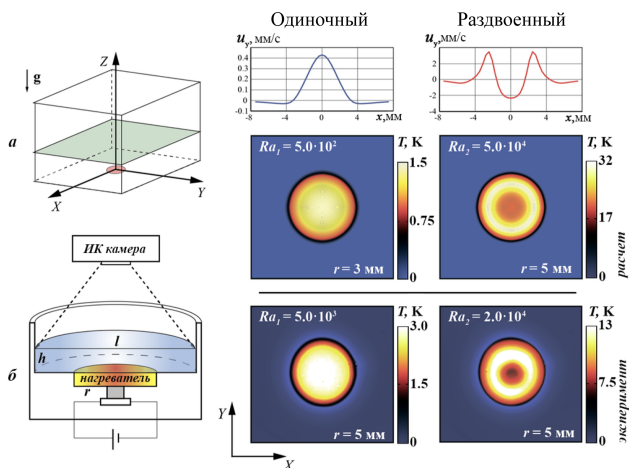 Одиночный
Раздвоенный
u_y, мм/с
0.4
0.3
0.2
0.1
0
-0.1
-8
-4
0
4
x, мм
u_y, мм/с
4
2
0
-2
-4
-8
-4
0
4
x, мм
g
Z
Y
X
а
Ra₁ = 5.0·10²
r = 3 мм
T, K
1.5
0.75
0
Ra₂ = 5.0·10⁴
r = 5 мм
T, K
32
17
0
расчет
ИК камера
l
h
нагреватель
r
б
Ra₁ = 5.0·10³
r = 5 мм
T, K
3.0
1.5
0
Ra₂ = 2.0·10⁴
r = 5 мм
T, K
13
7.5
0
эксперимент
Y
X